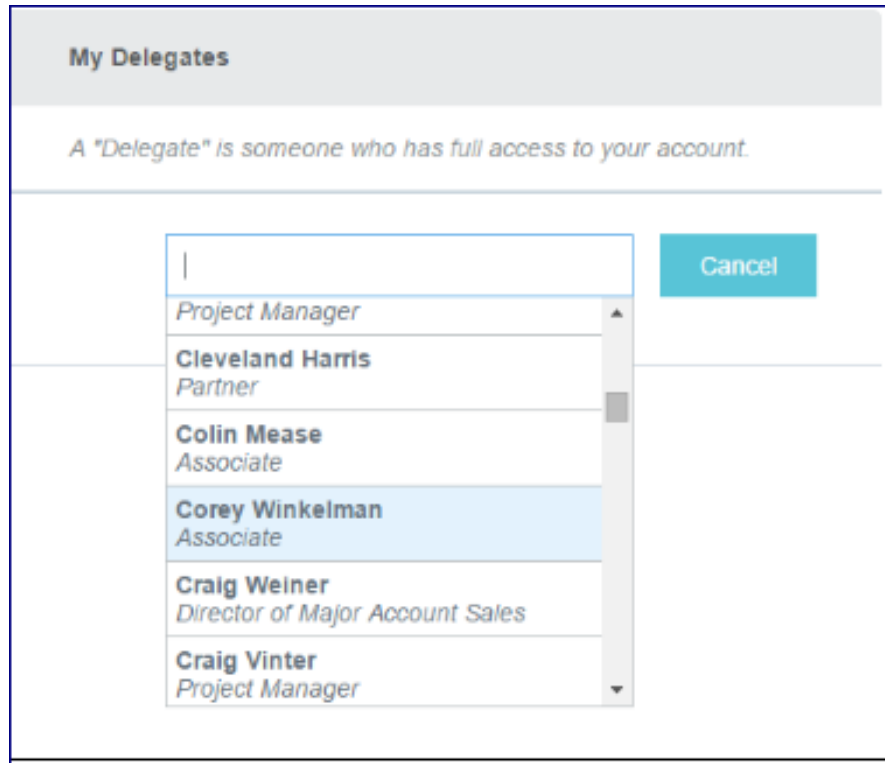 My Delegates
A "Delegate" is someone who has full access to your account.
Cancel
Project Manager
Cleveland Harris
Partner
Colin Mease
Associate
Corey Winkelman
Associate
Craig Weiner
Director of Major Account Sales
Craig Vinter
Project Manager